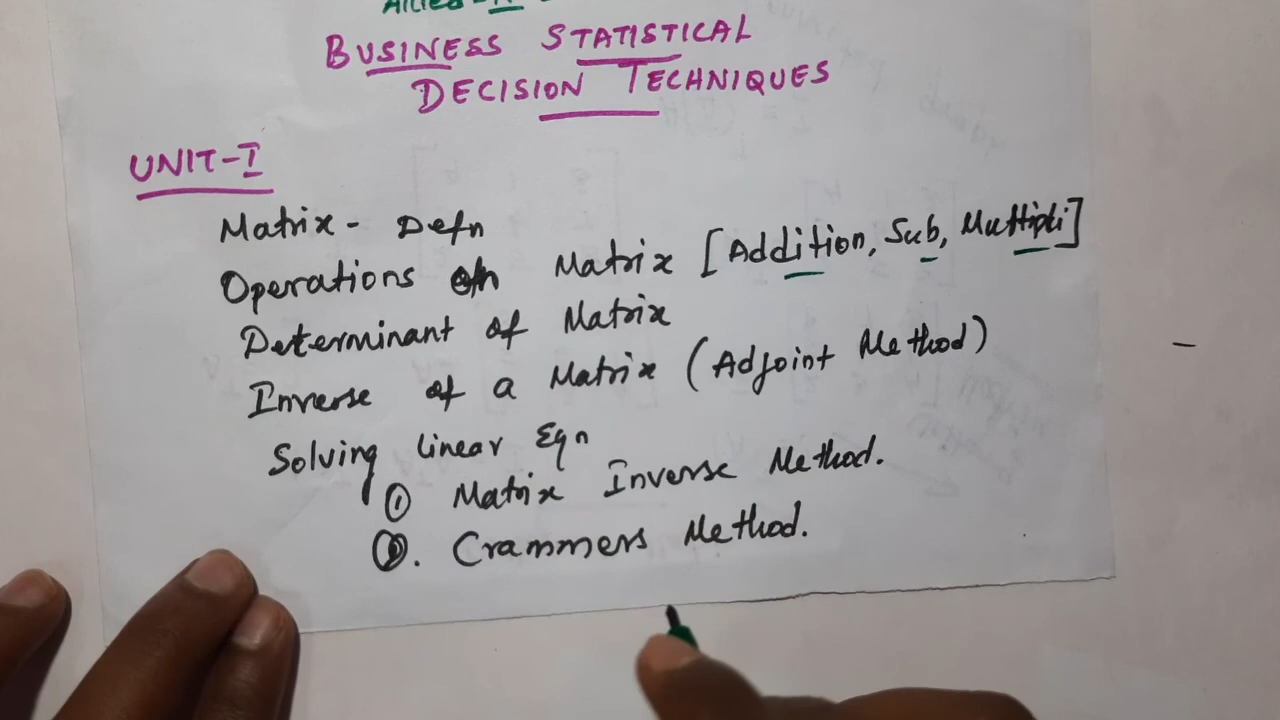 BUSINESS STATISTICAL
DECISION TECHNIQUES
UNIT-I
Matrix - Defn
Operations on Matrix [Addition, Sub, Multipli]
Determinant of Matrix
Inverse of a Matrix (Adjoint Method)
Solving linear Eqn
① Matrix Inverse Method.
②. Crammers Method.